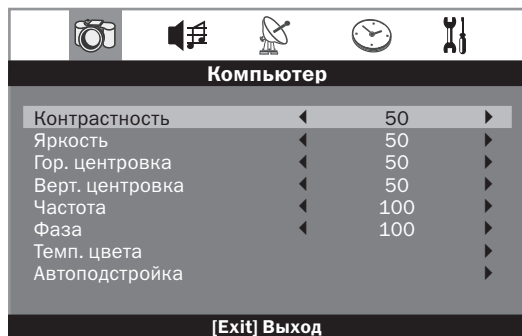 Компьютер
Контрастность 50
Яркость 50
Гор. центровка 50
Верт. центровка 50
Частота 100
Фаза 100
Темп. цвета
Автоподстройка
[Exit] Выход